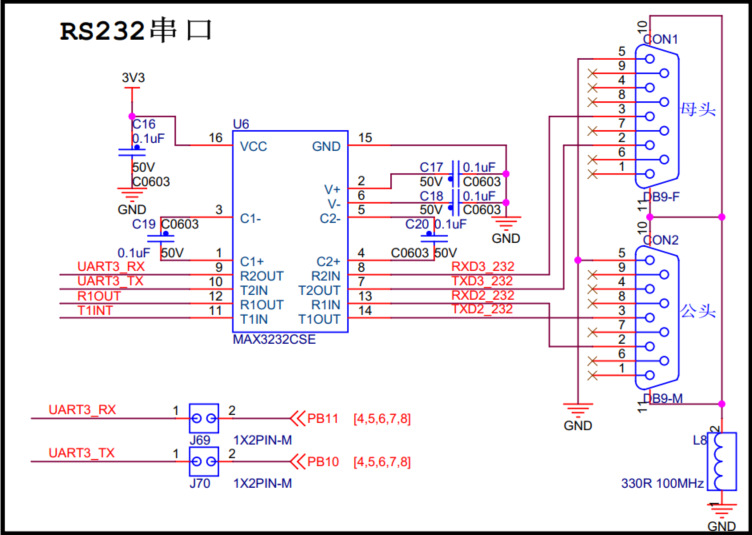 RS232串口
3V3
C16
0.1uF
50V
C0603
GND
U6
MAX3232CSE
16 VCC
GND 15
V+ 2
V- 6
3 C1-
C2- 5
1 C1+
C2+ 4
UART3_RX 9 R2OUT
R2IN 8 RXD3_232
UART3_TX 10 T2IN
T2OUT 7 TXD3_232
R1OUT 12 R1OUT
R1IN 13 RXD2_232
T1INT 11 T1IN
T1OUT 14 TXD2_232
C19 C0603
0.1uF 50V
C17 0.1uF
50V C0603
C18 0.1uF
50V C0603
GND
C20 0.1uF
C0603 50V
10
CON1
5
9
4
8
3
7
2
6
1
母头
DB9-F
11
10
CON2
5
9
4
8
3
7
2
6
1
公头
DB9-M
11
GND
L8
2
330R 100MHz
1
GND
UART3_RX 1 2 PB11 [4,5,6,7,8]
J69 1X2PIN-M
UART3_TX 1 2 PB10 [4,5,6,7,8]
J70 1X2PIN-M